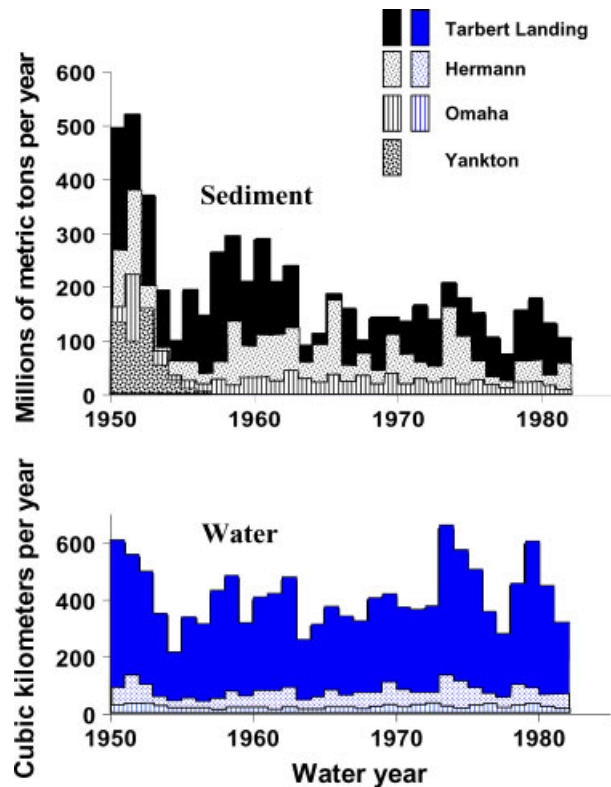 Tarbert Landing
Hermann
Omaha
Yankton
Millions of metric tons per year
600
500
400
300
200
100
0
Sediment
1950
1960
1970
1980
Cubic kilometers per year
600
400
200
0
Water
1950
1960
1970
1980
Water year